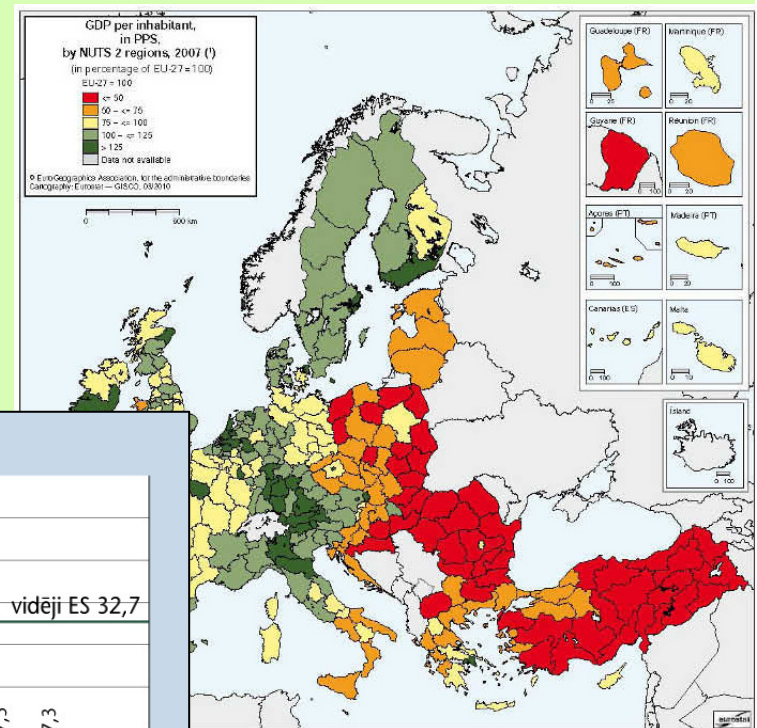 GDP per inhabitant,
in PPS,
by NUTS 2 regions, 2007 (¹)
(in percentage of EU-27=100)
EU-27 = 100
<= 50
50 – <= 75
75 – <= 100
100 – <= 125
> 125
Data not available
© EuroGeographics Association, for the administrative boundaries
Cartography: Eurostat — GISCO, 03/2010
0 600 km
Guadeloupe (FR)
0 25
Martinique (FR)
0 20
Guyane (FR)
0 100
Réunion (FR)
0 20
Açores (PT)
0 100
Madeira (PT)
0 20
Canarias (ES)
0 100
Malta
0 10
Ísland
0 100
vidēji ES 32,7
7,3
eurostat